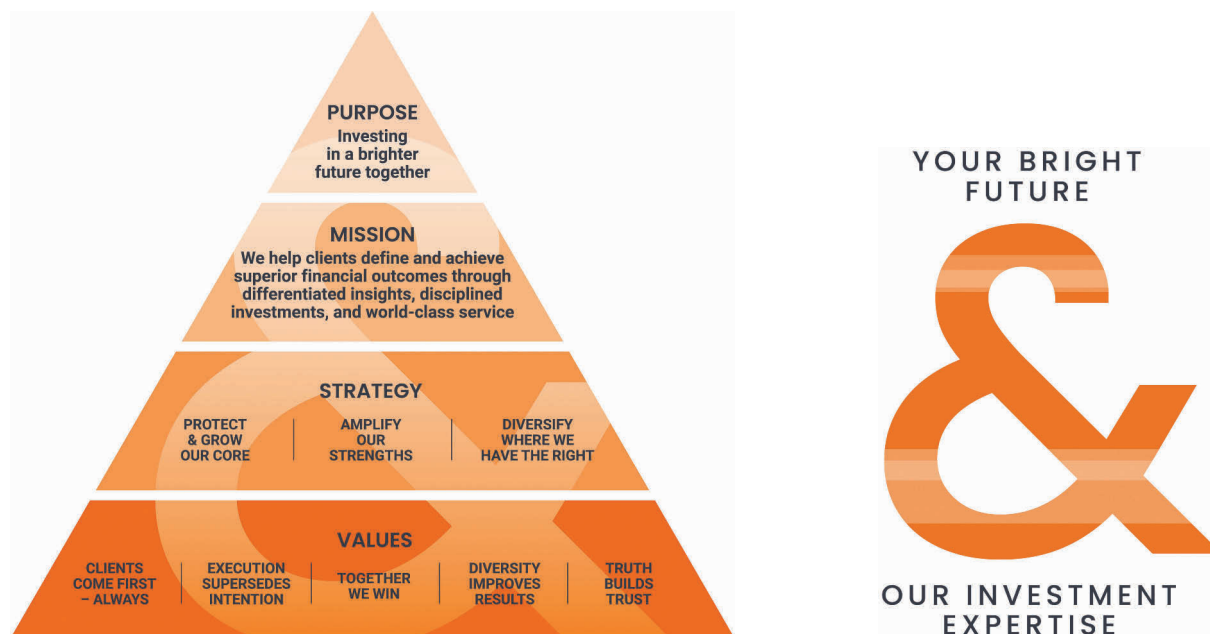 PURPOSE
Investing
in a brighter
future together
MISSION
We help clients define and achieve
superior financial outcomes through
differentiated insights, disciplined
investments, and world-class service
STRATEGY
PROTECT
& GROW
OUR CORE
AMPLIFY
OUR
STRENGTHS
DIVERSIFY
WHERE WE
HAVE THE RIGHT
VALUES
CLIENTS
COME FIRST
– ALWAYS
EXECUTION
SUPERSEDES
INTENTION
TOGETHER
WE WIN
DIVERSITY
IMPROVES
RESULTS
TRUTH
BUILDS
TRUST
YOUR BRIGHT
FUTURE
&
OUR INVESTMENT
EXPERTISE